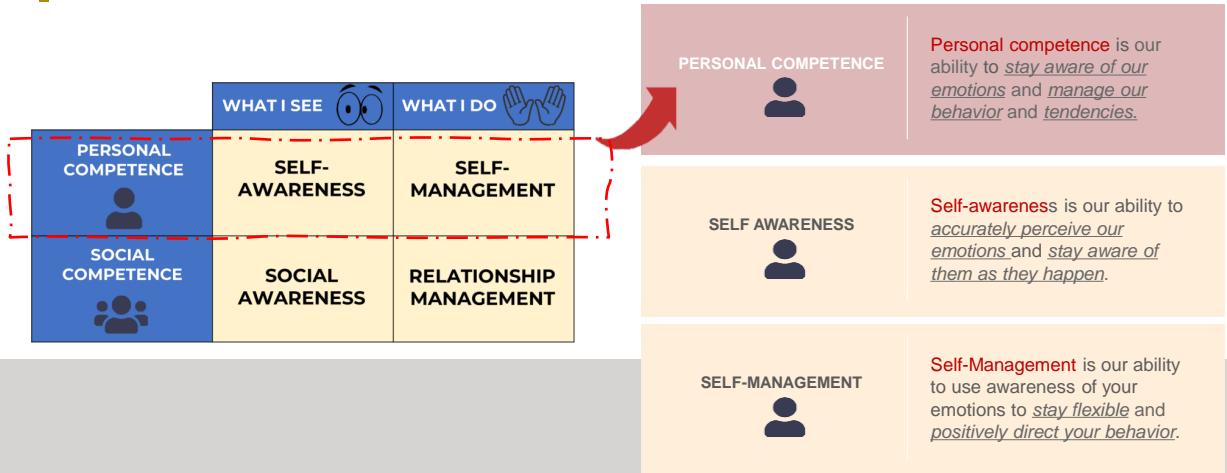 WHAT I SEE
WHAT I DO
PERSONAL
COMPETENCE
SELF-
AWARENESS
SELF-
MANAGEMENT
SOCIAL
COMPETENCE
SOCIAL
AWARENESS
RELATIONSHIP
MANAGEMENT
PERSONAL COMPETENCE
Personal competence is our
ability to stay aware of our
emotions and manage our
behavior and tendencies.
SELF AWARENESS
Self-awareness is our ability to
accurately perceive our
emotions and stay aware of
them as they happen.
SELF-MANAGEMENT
Self-Management is our ability
to use awareness of your
emotions to stay flexible and
positively direct your behavior.